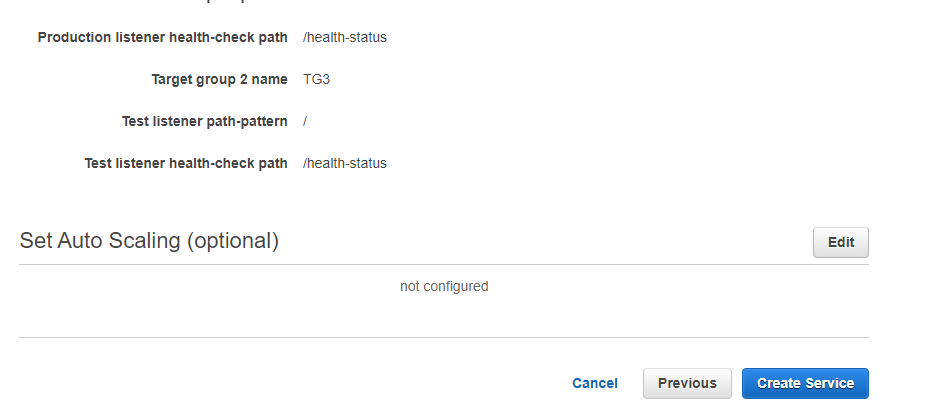 Production listener health-check path /health-status
Target group 2 name TG3
Test listener path-pattern /
Test listener health-check path /health-status
Set Auto Scaling (optional) Edit
not configured
Cancel Previous Create Service